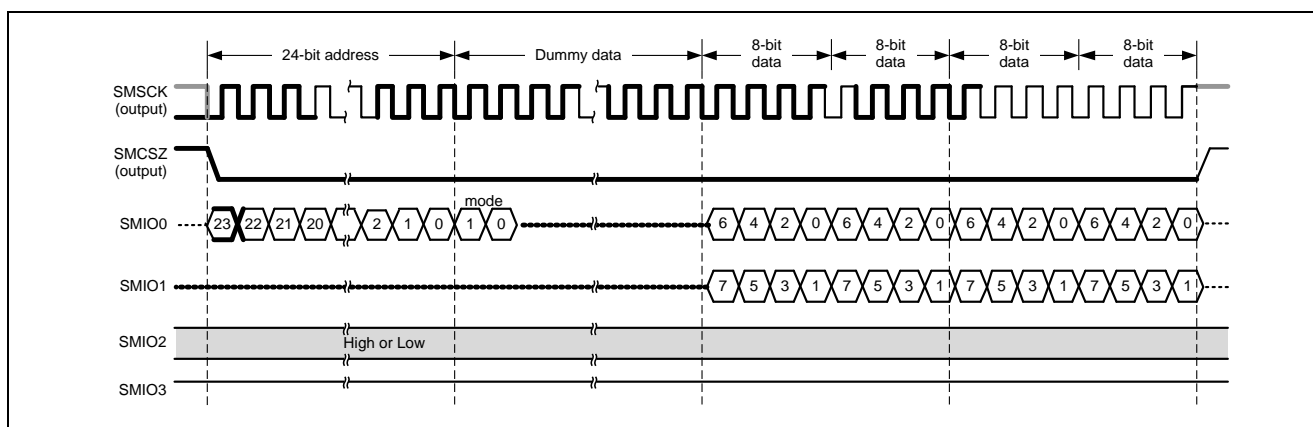 24-bit address
Dummy data
8-bit data
8-bit data
8-bit data
8-bit data
SMSCK (output)
SMCSZ (output)
mode
SMIO0 23 22 21 20 2 1 0 1 0 6 4 2 0 6 4 2 0 6 4 2 0 6 4 2 0
SMIO1 7 5 3 1 7 5 3 1 7 5 3 1 7 5 3 1
SMIO2 High or Low
SMIO3